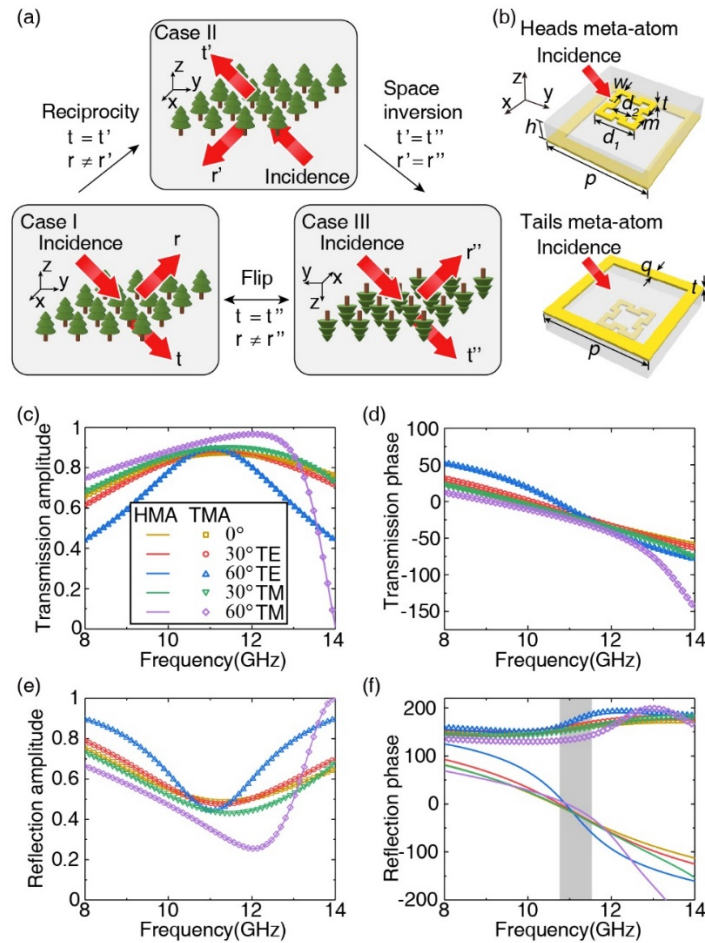 (a)
Case II
t'
z
y
x
r'
Incidence
Reciprocity
t = t'
r ≠ r'
Space
inversion
t' = t''
r' = r''
Case I
Incidence
r
z
y
x
t
Flip
t = t''
r ≠ r''
Case III
Incidence
r''
y
x
z
t''
(b)
Heads meta-atom
Incidence
z
x
y
w
t
d2
m
d1
h
p
Tails meta-atom
Incidence
q
t
p
(c)
Transmission amplitude
1
0.8
0.6
0.4
0.2
0
HMA TMA
0°
30° TE
60° TE
30° TM
60° TM
8 10 12 14
Frequency(GHz)
(d)
Transmission phase
100
50
0
-50
-100
-150
8 10 12 14
Frequency(GHz)
(e)
Reflection amplitude
1
0.8
0.6
0.4
0.2
0
8 10 12 14
Frequency(GHz)
(f)
Reflection phase
200
100
0
-100
-200
8 10 12 14
Frequency(GHz)